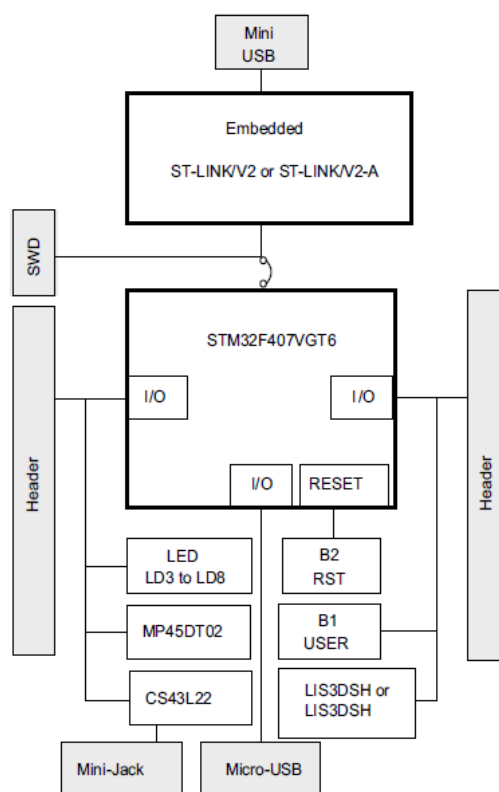 Mini
USB
Embedded
ST-LINK/V2 or ST-LINK/V2-A
SWD
STM32F407VGT6
I/O
I/O
Header
Header
I/O
RESET
LED
LD3 to LD8
B2
RST
MP45DT02
B1
USER
CS43L22
LIS3DSH or
LIS3DSH
Mini-Jack
Micro-USB